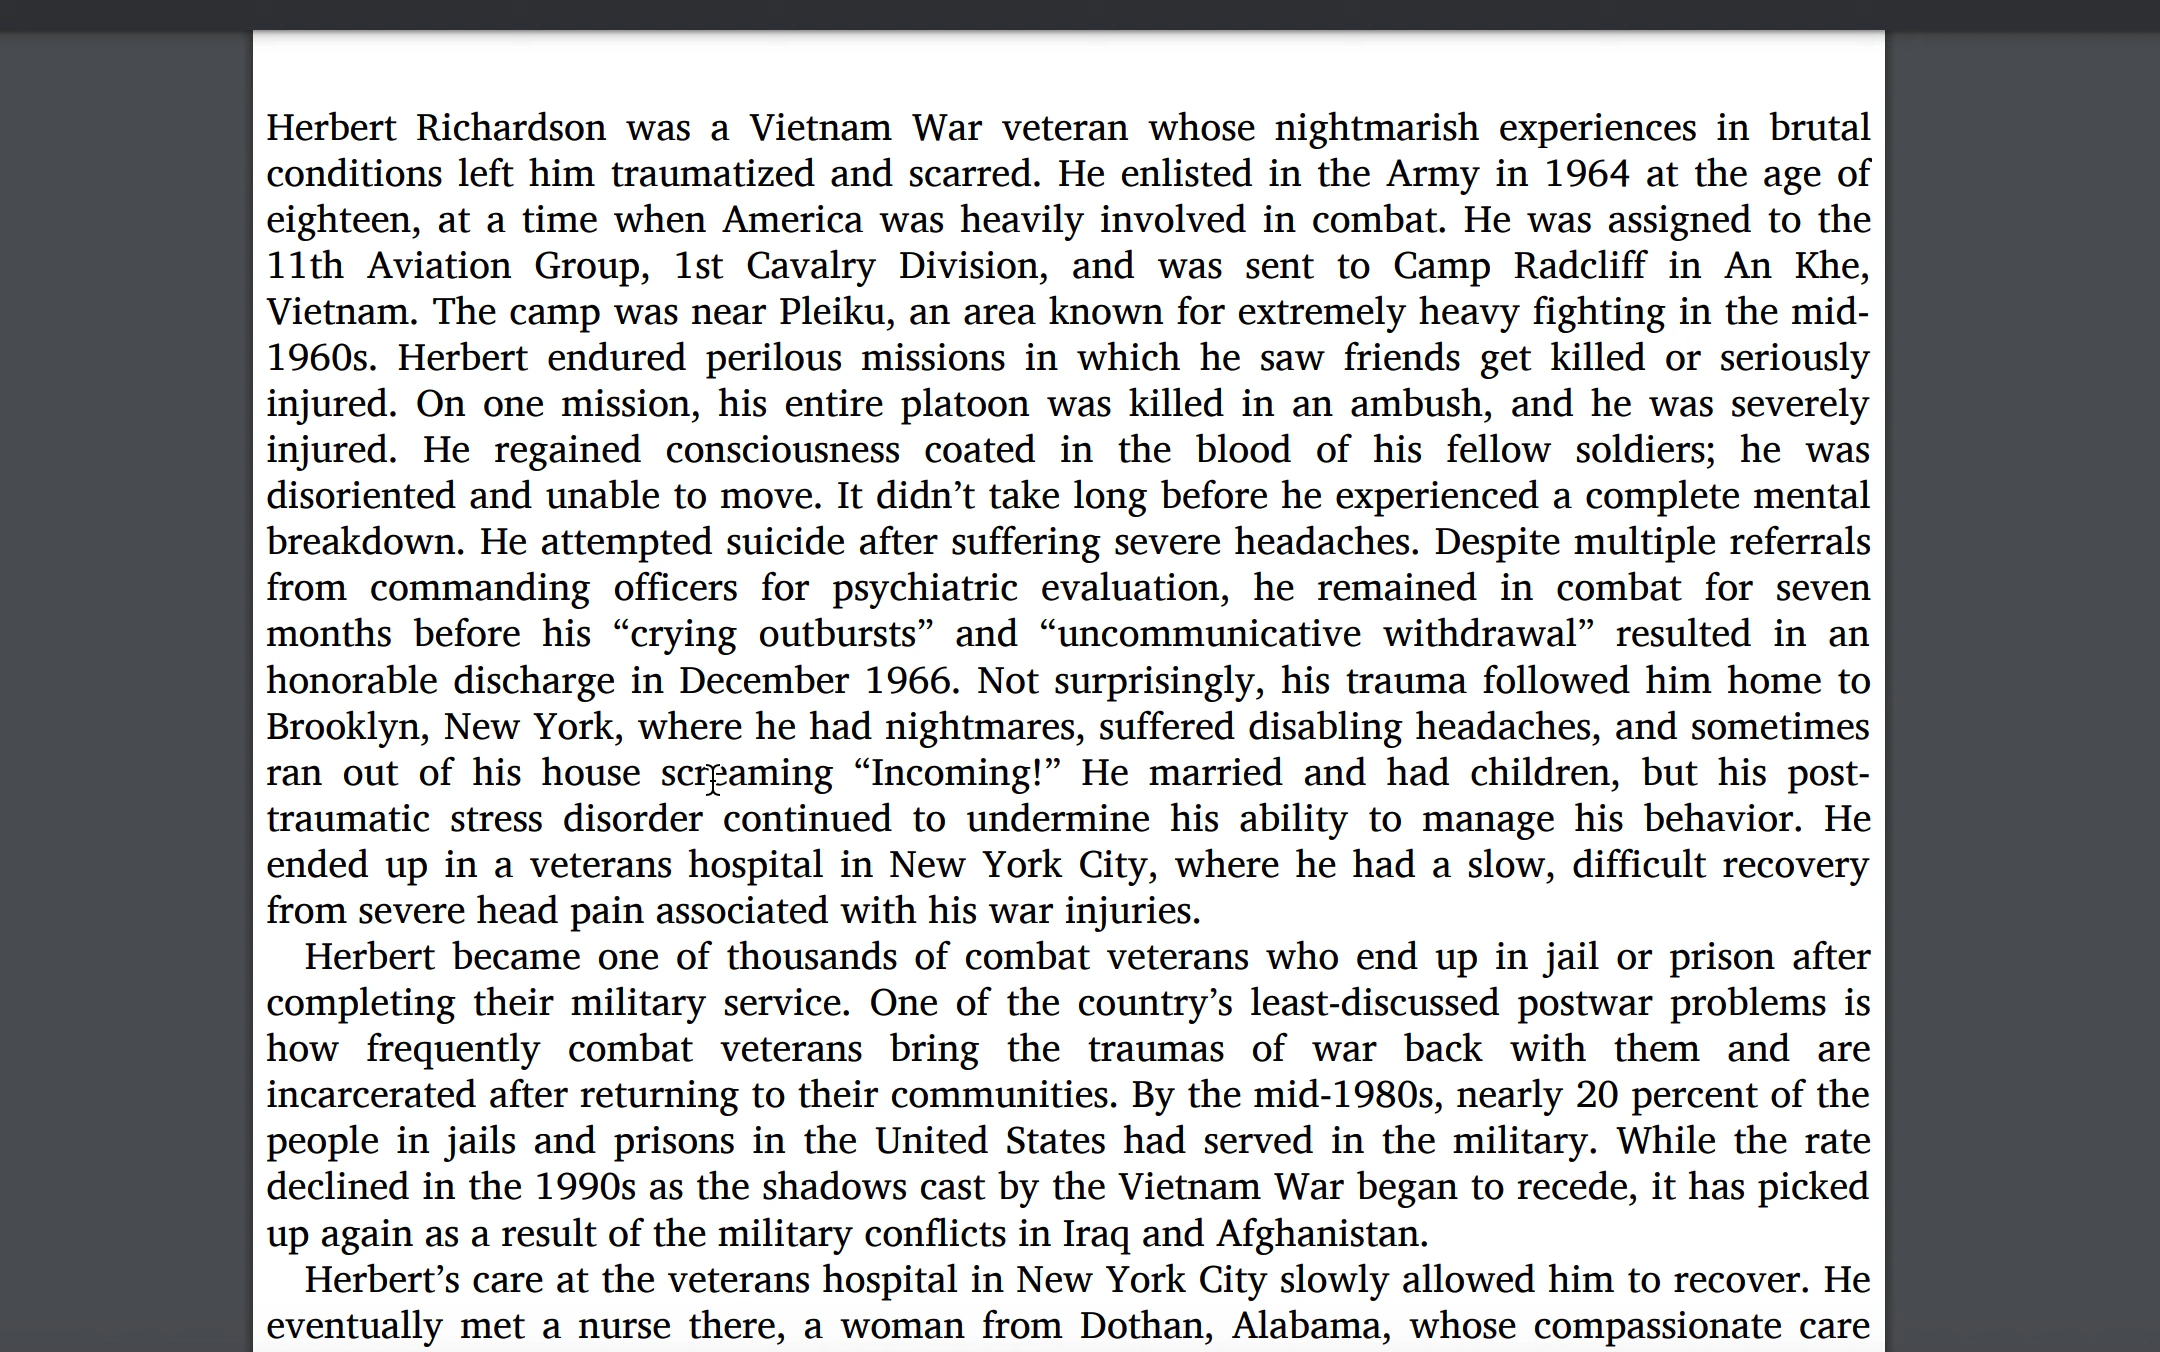 Herbert Richardson was a Vietnam War veteran whose nightmarish experiences in brutal
conditions left him traumatized and scarred. He enlisted in the Army in 1964 at the age of
eighteen, at a time when America was heavily involved in combat. He was assigned to the
11th Aviation Group, 1st Cavalry Division, and was sent to Camp Radcliff in An Khe,
Vietnam. The camp was near Pleiku, an area known for extremely heavy fighting in the mid-
1960s. Herbert endured perilous missions in which he saw friends get killed or seriously
injured. On one mission, his entire platoon was killed in an ambush, and he was severely
injured. He regained consciousness coated in the blood of his fellow soldiers; he was
disoriented and unable to move. It didn’t take long before he experienced a complete mental
breakdown. He attempted suicide after suffering severe headaches. Despite multiple referrals
from commanding officers for psychiatric evaluation, he remained in combat for seven
months before his “crying outbursts” and “uncommunicative withdrawal” resulted in an
honorable discharge in December 1966. Not surprisingly, his trauma followed him home to
Brooklyn, New York, where he had nightmares, suffered disabling headaches, and sometimes
ran out of his house screaming “Incoming!” He married and had children, but his post-
traumatic stress disorder continued to undermine his ability to manage his behavior. He
ended up in a veterans hospital in New York City, where he had a slow, difficult recovery
from severe head pain associated with his war injuries.
Herbert became one of thousands of combat veterans who end up in jail or prison after
completing their military service. One of the country’s least-discussed postwar problems is
how frequently combat veterans bring the traumas of war back with them and are
incarcerated after returning to their communities. By the mid-1980s, nearly 20 percent of the
people in jails and prisons in the United States had served in the military. While the rate
declined in the 1990s as the shadows cast by the Vietnam War began to recede, it has picked
up again as a result of the military conflicts in Iraq and Afghanistan.
Herbert’s care at the veterans hospital in New York City slowly allowed him to recover. He
eventually met a nurse there, a woman from Dothan, Alabama, whose compassionate care